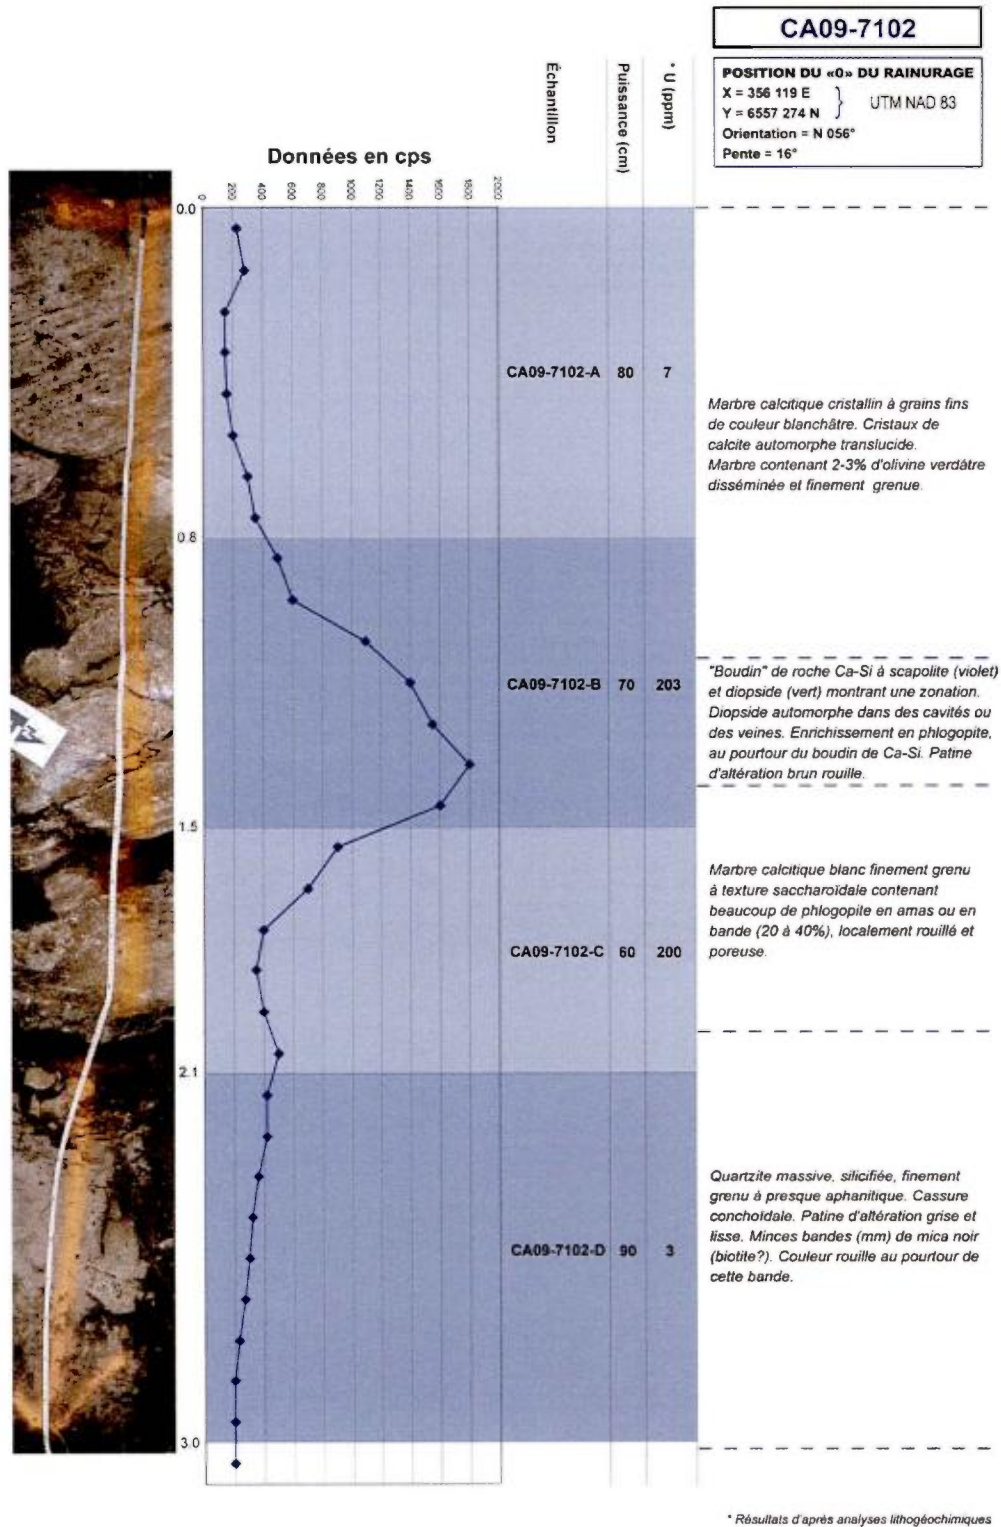 CA09-7102
POSITION DU «0» DU RAINURAGE
X = 356 119 E
Y = 6557 274 N
} UTM NAD 83
Orientation = N 056°
Pente = 16°
Échantillon
Puissance (cm)
* U (ppm)
Données en cps
0
200
400
600
800
1000
1200
1400
1600
1800
2000
0.0
0.8
1.5
2.1
3.0
CA09-7102-A 80 7
CA09-7102-B 70 203
CA09-7102-C 60 200
CA09-7102-D 90 3
Marbre calcitique cristallin à grains fins
de couleur blanchâtre. Cristaux de
calcite automorphe translucide.
Marbre contenant 2-3% d'olivine verdâtre
disséminée et finement grenue.
"Boudin" de roche Ca-Si à scapolite (violet)
et diopside (vert) montrant une zonation.
Diopside automorphe dans des cavités ou
des veines. Enrichissement en phlogopite,
au pourtour du boudin de Ca-Si. Patine
d'altération brun rouille.
Marbre calcitique blanc finement grenu
à texture saccharoïdale contenant
beaucoup de phlogopite en amas ou en
bande (20 à 40%), localement rouillé et
poreuse.
Quartzite massive, silicifiée, finement
grenu à presque aphanitique. Cassure
conchoïdale. Patine d'altération grise et
lisse. Minces bandes (mm) de mica noir
(biotite?). Couleur rouille au pourtour de
cette bande.
* Résultats d'après analyses lithogéochimiques